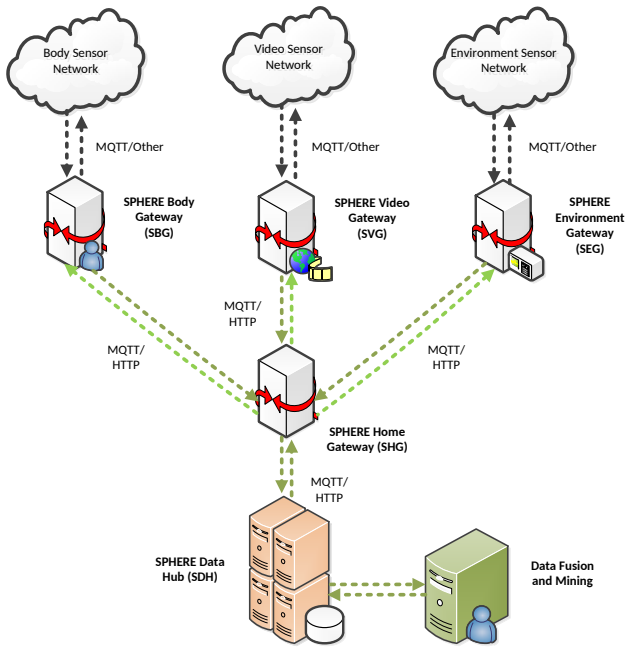 Body Sensor
Network
Video Sensor
Network
Environment Sensor
Network
MQTT/Other
MQTT/Other
MQTT/Other
SPHERE Body
Gateway
(SBG)
SPHERE Video
Gateway
(SVG)
SPHERE
Environment
Gateway
(SEG)
MQTT/
HTTP
MQTT/
HTTP
MQTT/
HTTP
SPHERE Home
Gateway (SHG)
MQTT/
HTTP
SPHERE Data
Hub (SDH)
Data Fusion
and Mining